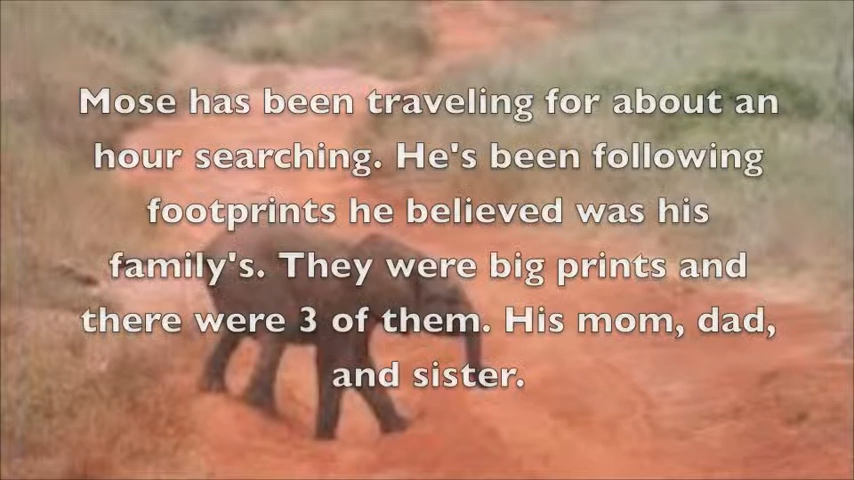 Mose has been traveling for about an
hour searching. He's been following
footprints he believed was his
family's. They were big prints and
there were 3 of them. His mom, dad,
and sister.